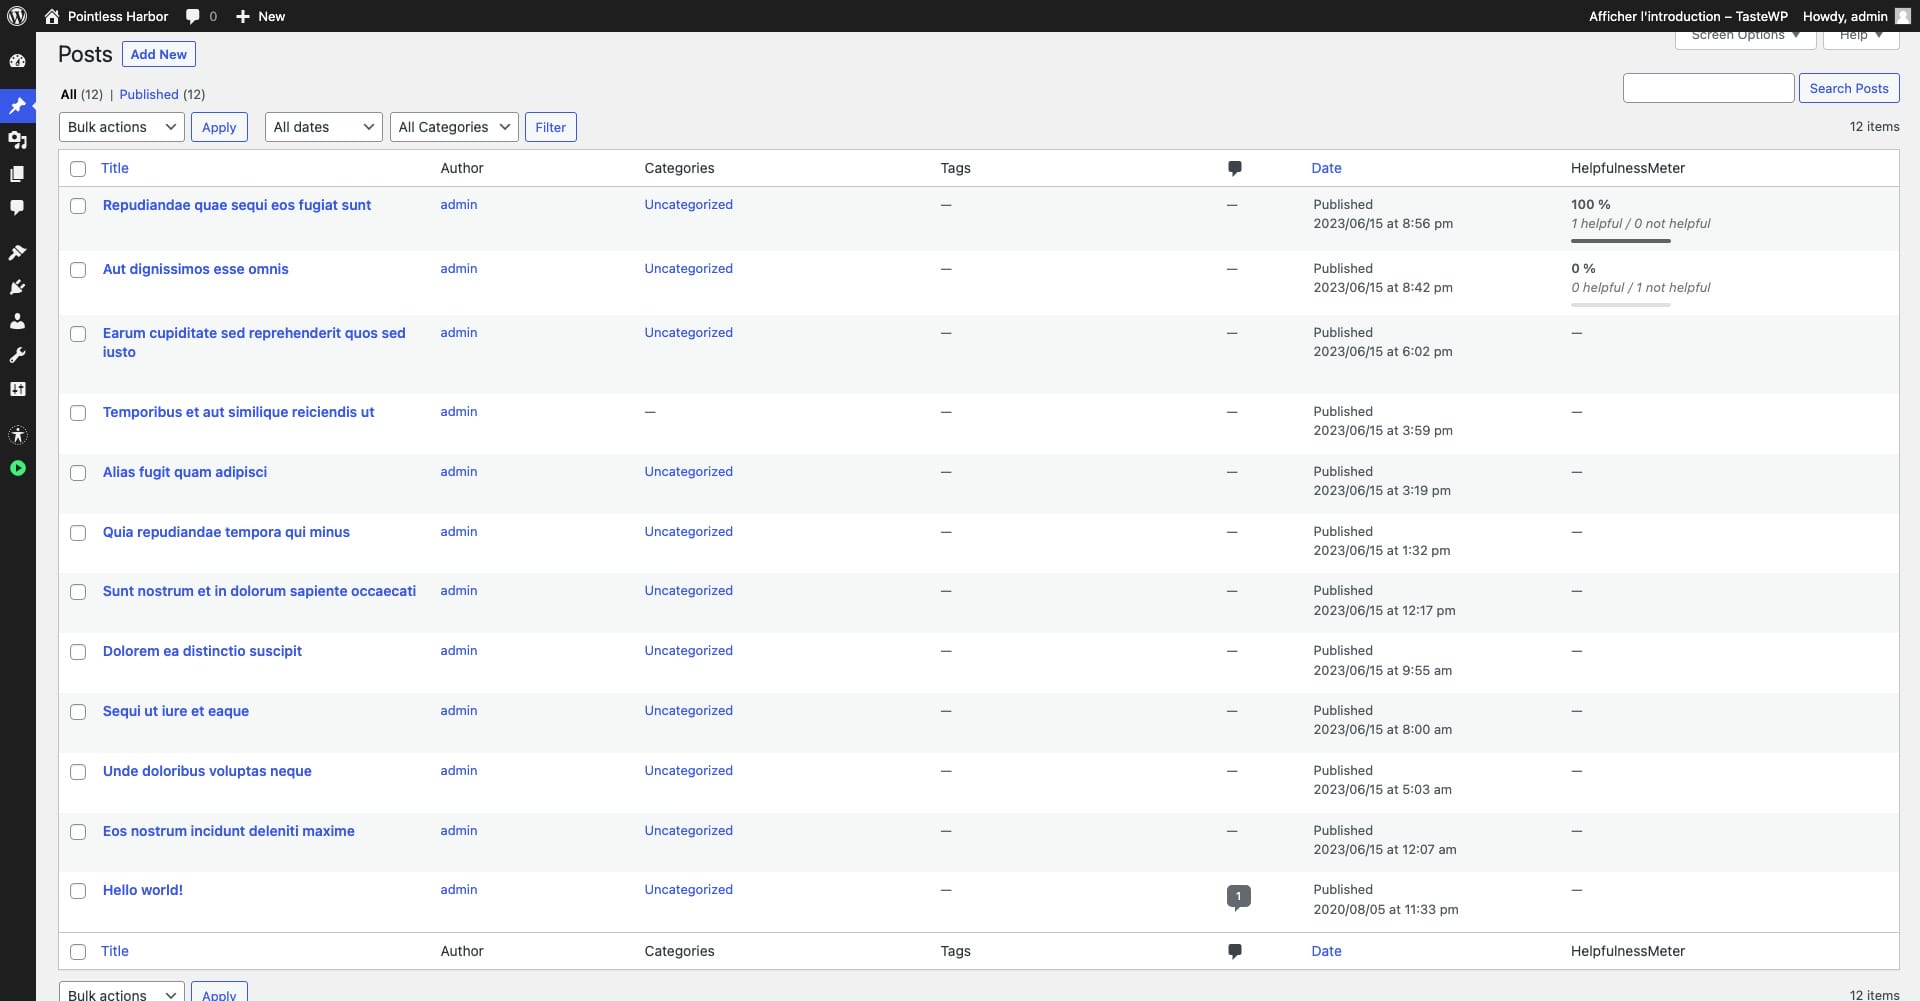 Pointless Harbor 0 New Afficher l'introduction – TasteWP Howdy, admin
Posts Add New Screen Options Help
All (12) | Published (12) Search Posts
Bulk actions Apply All dates All Categories Filter 12 items
Title Author Categories Tags Date HelpfulnessMeter
Repudiandae quae sequi eos fugiat sunt admin Uncategorized — — Published 100 %
2023/06/15 at 8:56 pm 1 helpful / 0 not helpful
Aut dignissimos esse omnis admin Uncategorized — — Published 0 %
2023/06/15 at 8:42 pm 0 helpful / 1 not helpful
Earum cupiditate sed reprehenderit quos sed admin Uncategorized — — Published —
iusto 2023/06/15 at 6:02 pm
Temporibus et aut similique reiciendis ut admin — — — Published —
2023/06/15 at 3:59 pm
Alias fugit quam adipisci admin Uncategorized — — Published —
2023/06/15 at 3:19 pm
Quia repudiandae tempora qui minus admin Uncategorized — — Published —
2023/06/15 at 1:32 pm
Sunt nostrum et in dolorum sapiente occaecati admin Uncategorized — — Published —
2023/06/15 at 12:17 pm
Dolorem ea distinctio suscipit admin Uncategorized — — Published —
2023/06/15 at 9:55 am
Sequi ut iure et eaque admin Uncategorized — — Published —
2023/06/15 at 8:00 am
Unde doloribus voluptas neque admin Uncategorized — — Published —
2023/06/15 at 5:03 am
Eos nostrum incidunt deleniti maxime admin Uncategorized — — Published —
2023/06/15 at 12:07 am
Hello world! admin Uncategorized — 1 Published —
2020/08/05 at 11:33 pm
Title Author Categories Tags Date HelpfulnessMeter
Bulk actions Apply 12 items